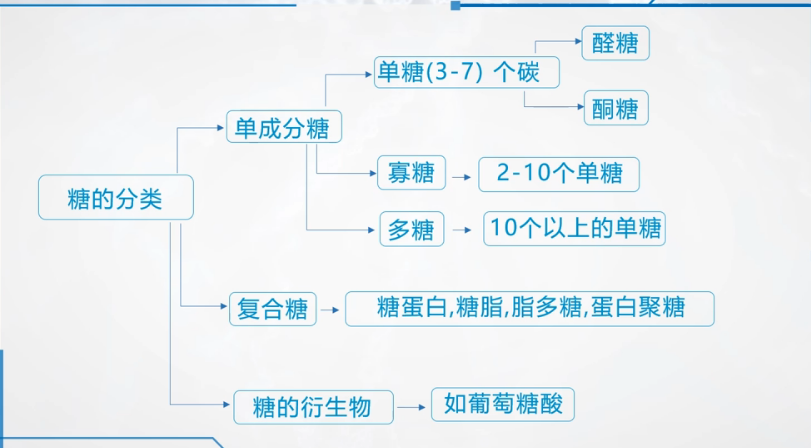 醛糖
单糖(3-7) 个碳
酮糖
单成分糖
寡糖
2-10个单糖
糖的分类
多糖
10个以上的单糖
复合糖
糖蛋白,糖脂,脂多糖,蛋白聚糖
糖的衍生物
如葡萄糖酸